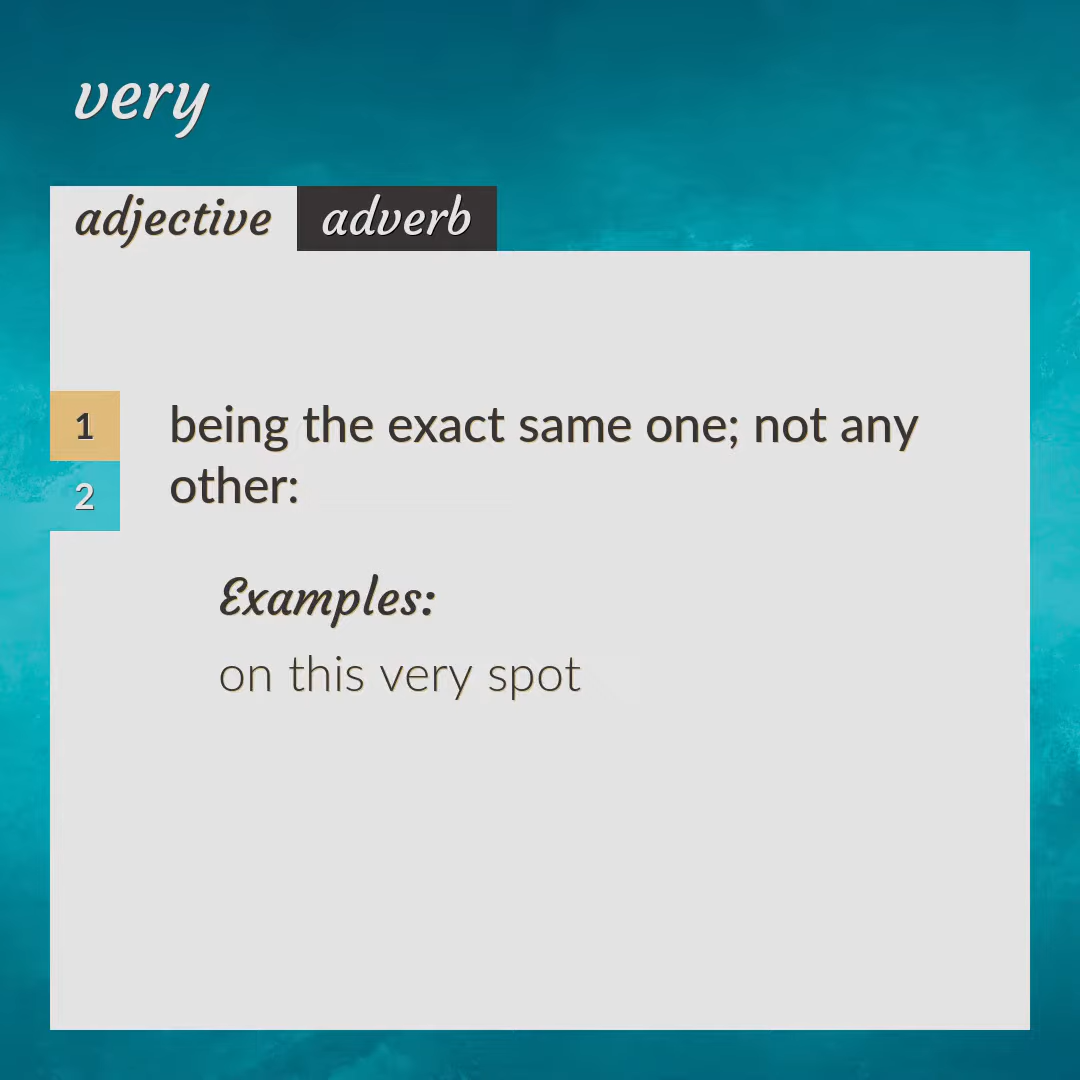 very
adjective adverb
1 being the exact same one; not any
2 other:
Examples:
on this very spot